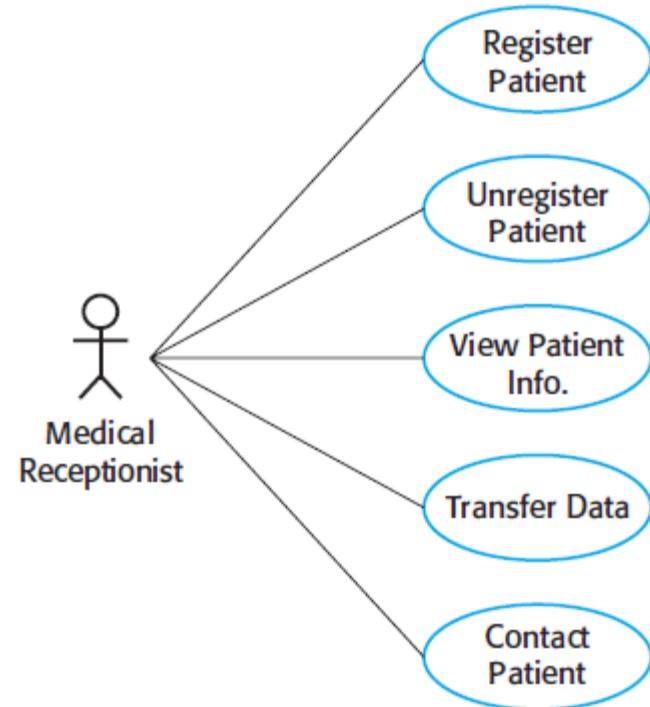 Register
Patient
Unregister
Patient
View Patient
Info.
Medical
Receptionist
Transfer Data
Contact
Patient